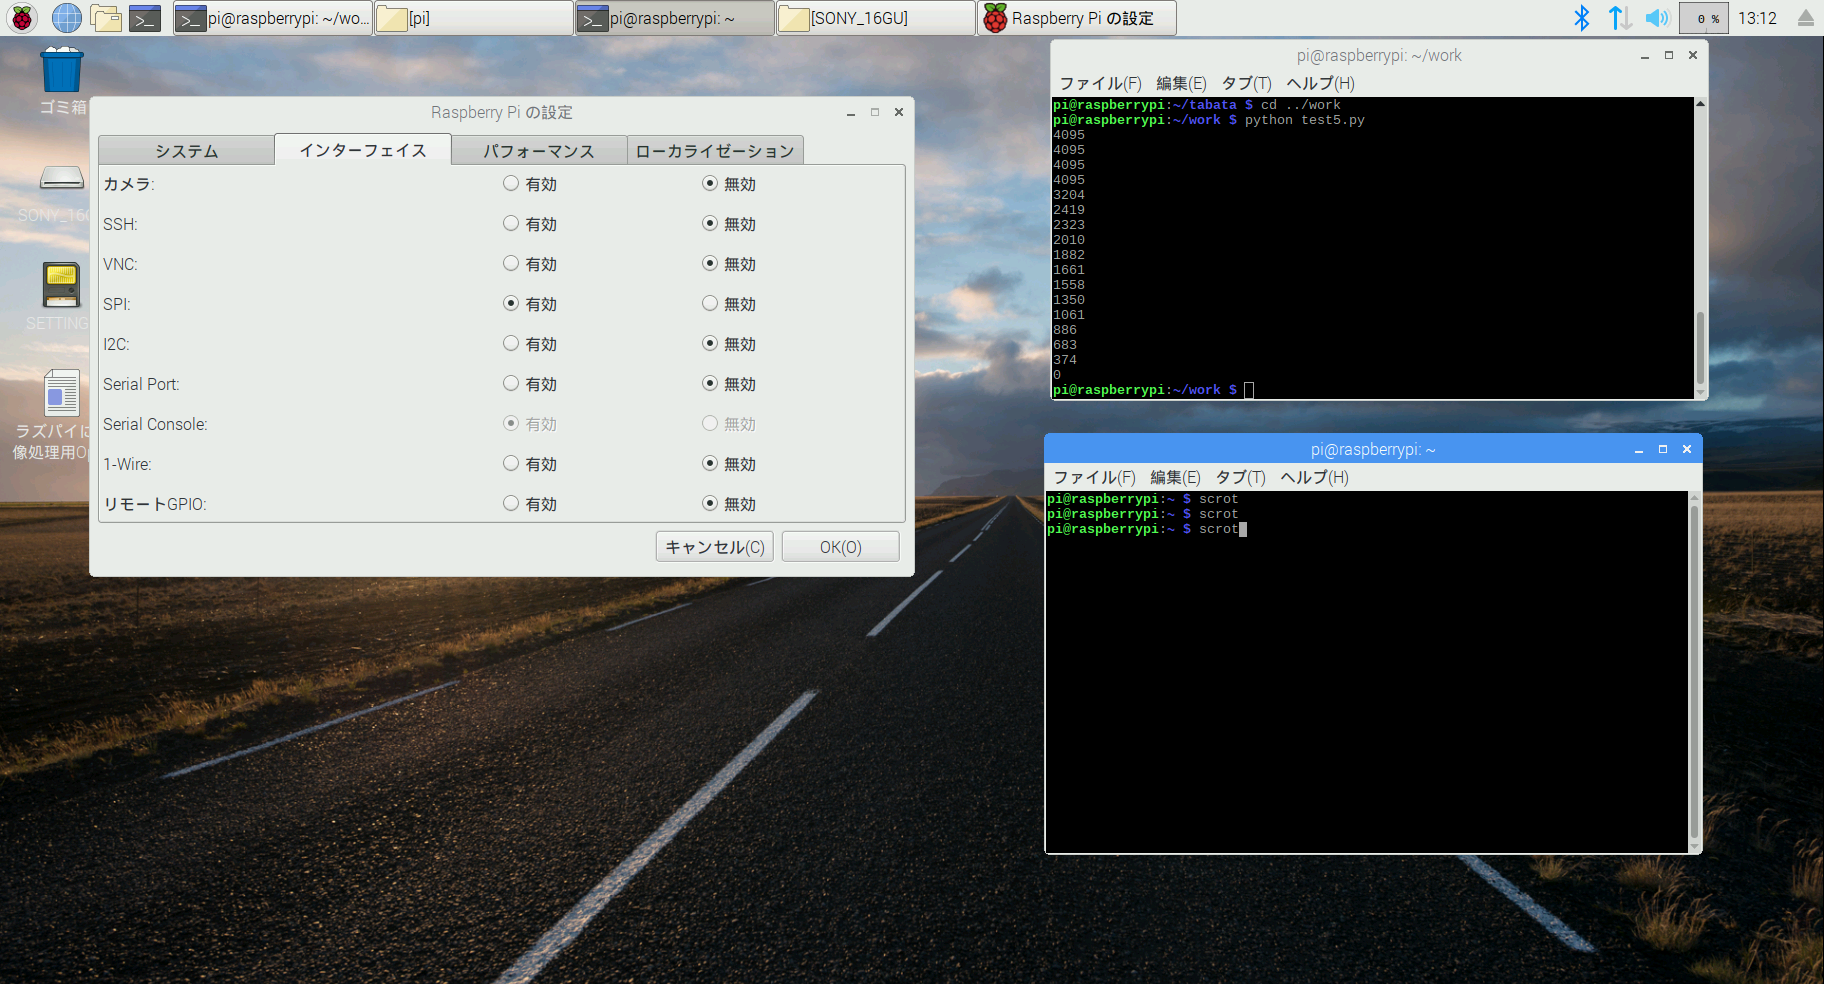 pi@raspberrypi: ~/wo...
[pi]
pi@raspberrypi: ~
[SONY_16GU]
Raspberry Pi の設定
0 %
13:12
ゴミ箱
SONY_16G
SETTING
ラズパイに
像処理用Op
Raspberry Pi の設定
システム
インターフェイス
パフォーマンス
ローカライゼーション
カメラ: 有効 無効
SSH: 有効 無効
VNC: 有効 無効
SPI: 有効 無効
I2C: 有効 無効
Serial Port: 有効 無効
Serial Console: 有効 無効
1-Wire: 有効 無効
リモートGPIO: 有効 無効
キャンセル(C)
OK(O)
pi@raspberrypi: ~/work
ファイル(F) 編集(E) タブ(T) ヘルプ(H)
pi@raspberrypi:~/tabata $ cd ../work
pi@raspberrypi:~/work $ python test5.py
4095
4095
4095
4095
3204
2419
2323
2010
1882
1661
1558
1350
1061
886
683
374
0
pi@raspberrypi:~/work $
pi@raspberrypi: ~
ファイル(F) 編集(E) タブ(T) ヘルプ(H)
pi@raspberrypi:~ $ scrot
pi@raspberrypi:~ $ scrot
pi@raspberrypi:~ $ scrot